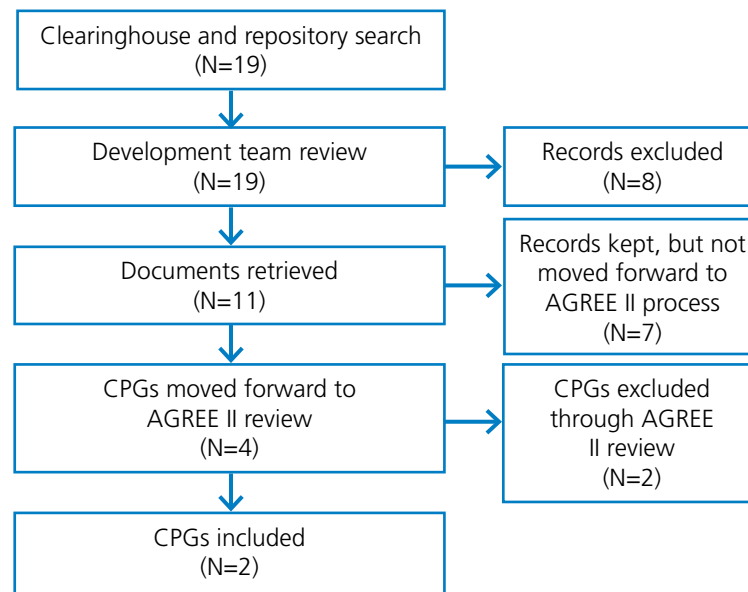 Clearinghouse and repository search
(N=19)
Development team review
(N=19)
Records excluded
(N=8)
Documents retrieved
(N=11)
Records kept, but not
moved forward to
AGREE II process
(N=7)
CPGs moved forward to
AGREE II review
(N=4)
CPGs excluded
through AGREE
II review
(N=2)
CPGs included
(N=2)